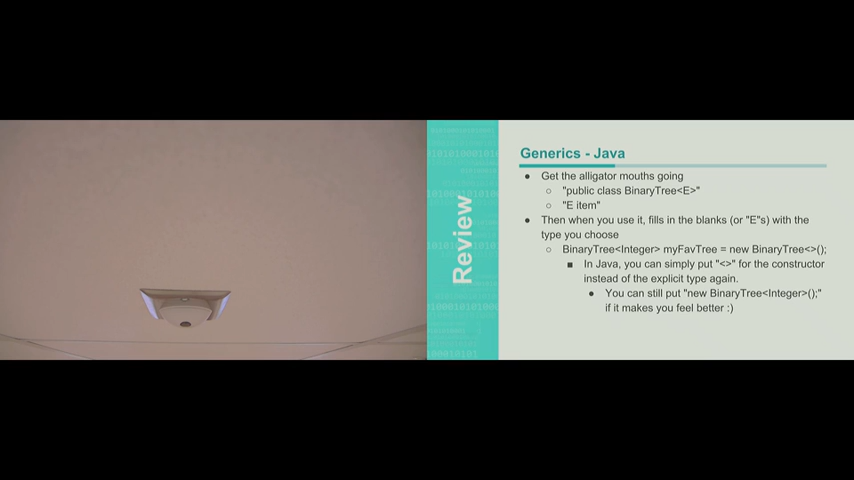 Review
Generics - Java
● Get the alligator mouths going
○ "public class BinaryTree<E>"
○ "E item"
● Then when you use it, fills in the blanks (or "E"s) with the
type you choose
○ BinaryTree<Integer> myFavTree = new BinaryTree<>();
■ In Java, you can simply put "<>" for the constructor
instead of the explicit type again.
● You can still put "new BinaryTree<Integer>();"
if it makes you feel better :)